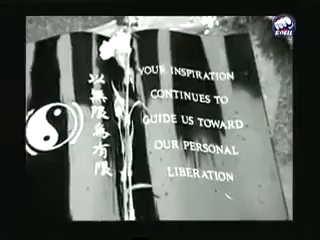 以無限為有限
YOUR INSPIRATION
CONTINUES TO
GUIDE US TOWARD
OUR PERSONAL
LIBERATION